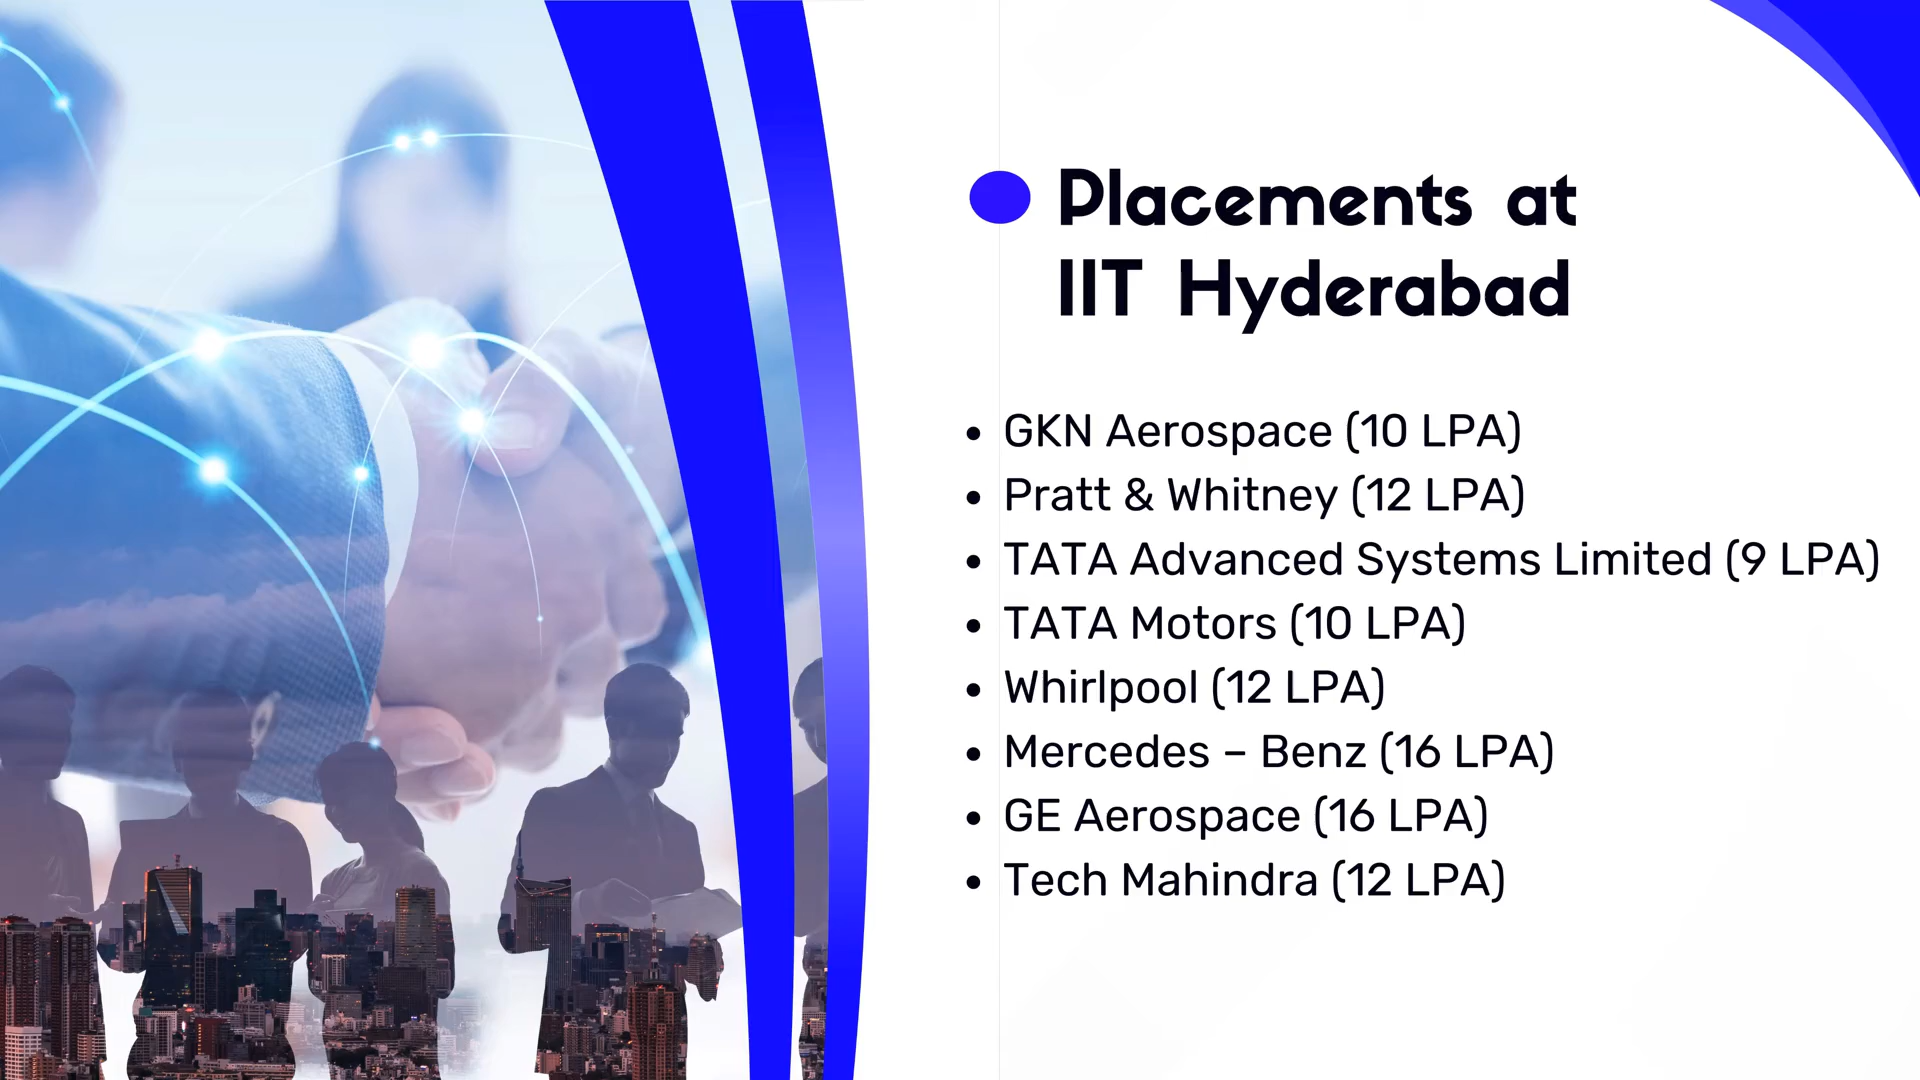 Placements at
IIT Hyderabad
• GKN Aerospace (10 LPA)
• Pratt & Whitney (12 LPA)
• TATA Advanced Systems Limited (9 LPA)
• TATA Motors (10 LPA)
• Whirlpool (12 LPA)
• Mercedes – Benz (16 LPA)
• GE Aerospace (16 LPA)
• Tech Mahindra (12 LPA)